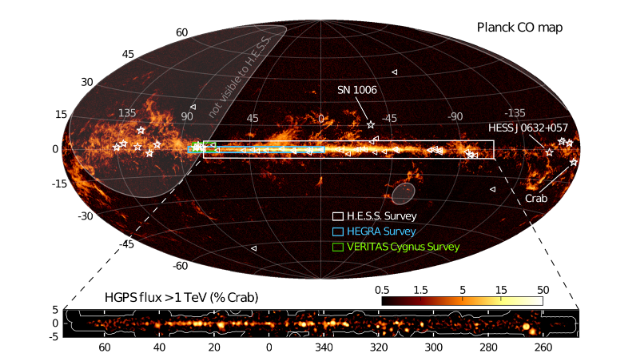 Planck CO map
60
45
30
15
0
-15
-30
-45
-60
not visible to H.E.S.S.
135
90
45
0
-45
-90
-135
SN 1006
HESS J 0632+057
Crab
H.E.S.S. Survey
HEGRA Survey
VERITAS Cygnus Survey
HGPS flux >1 TeV (% Crab)
0.5 1.5 5 15 50
5
0
-5
60 40 20 0 340 320 300 280 260